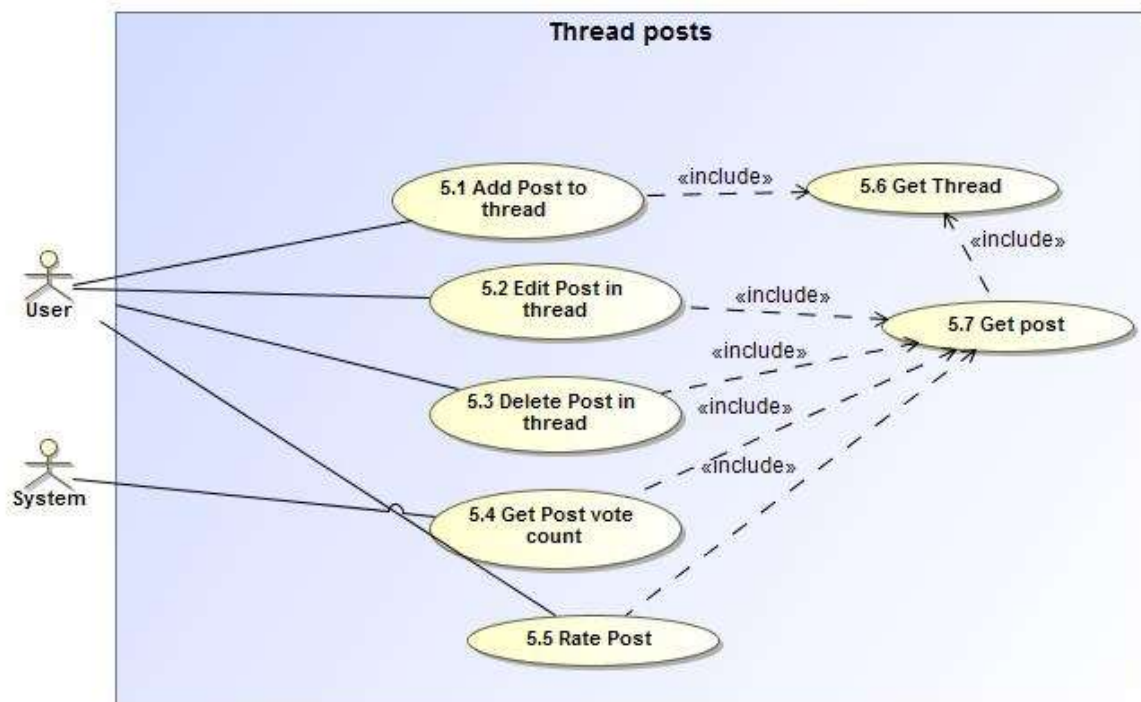 Thread posts
5.1 Add Post to
thread
«include»
5.6 Get Thread
«include»
User
5.2 Edit Post in
thread
«include»
5.7 Get post
«include»
5.3 Delete Post in
thread
«include»
System
5.4 Get Post vote
count
«include»
5.5 Rate Post